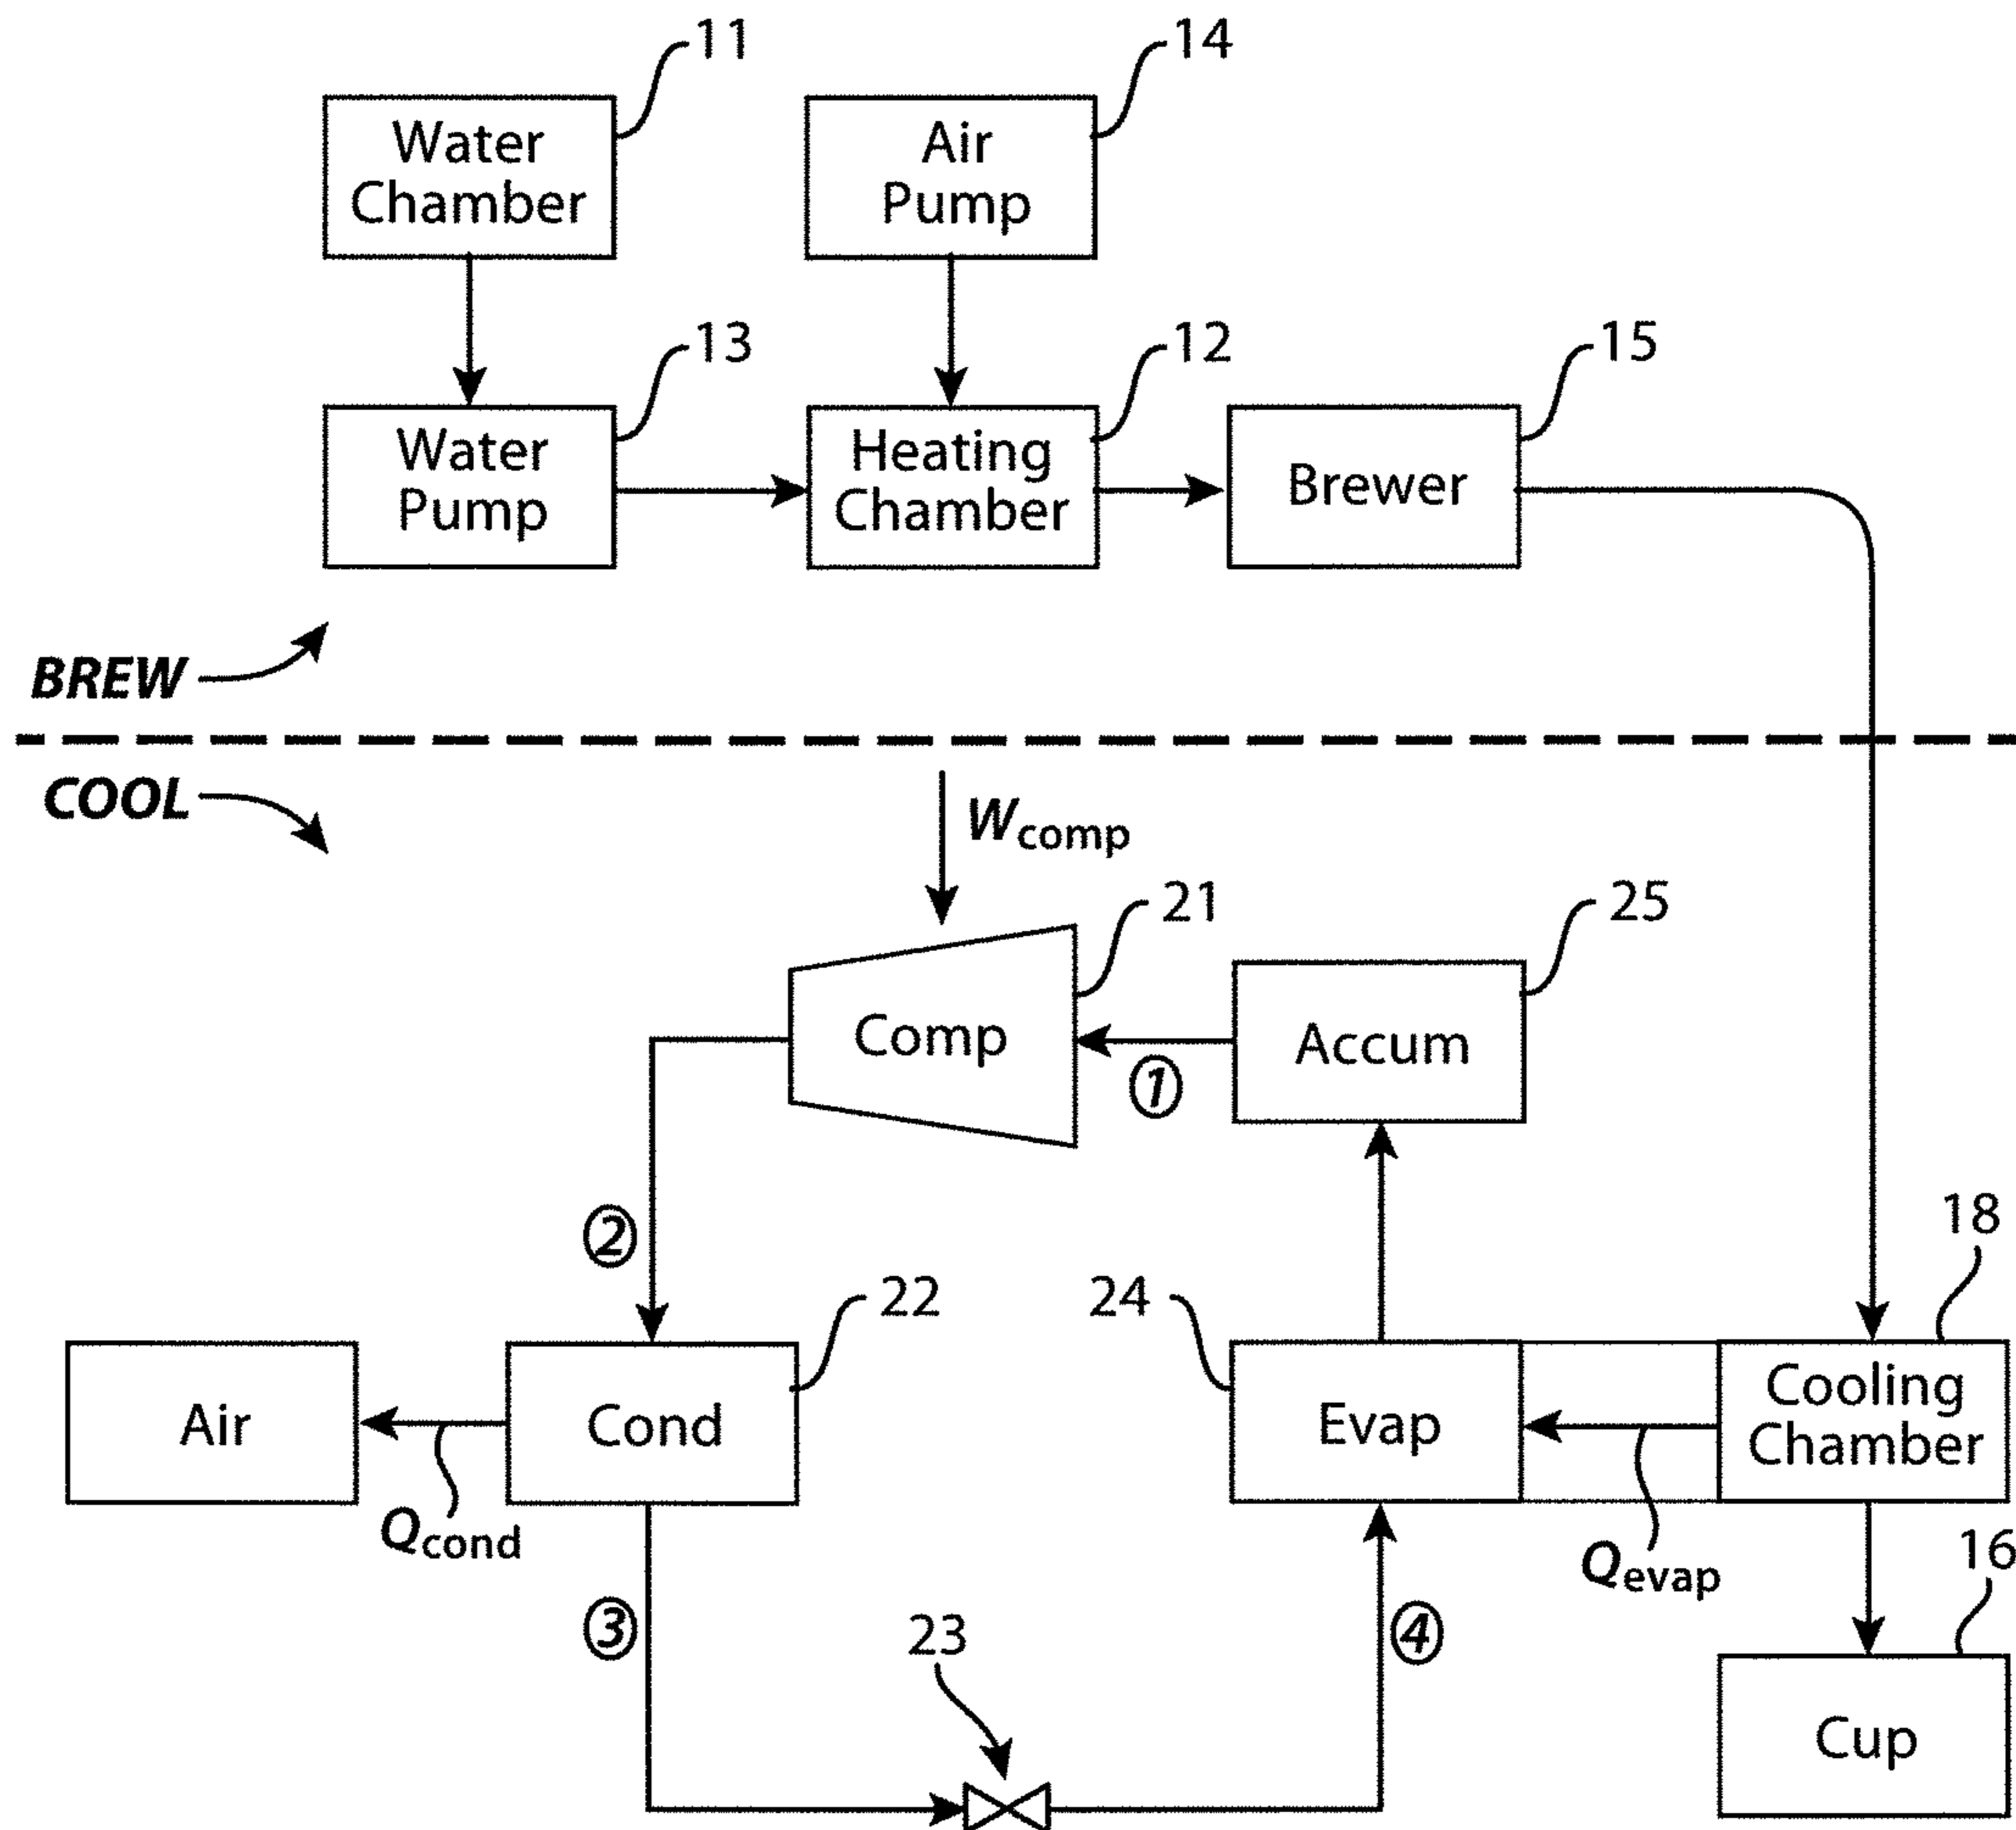 11
14
Water
Chamber
Air
Pump
13
12
15
Water
Pump
Heating
Chamber
Brewer
BREW
COOL
Wcomp
21
25
Comp
Accum
①
②
18
22
24
Air
Cond
Evap
Cooling
Chamber
Qcond
Qevap
16
③
23
④
Cup